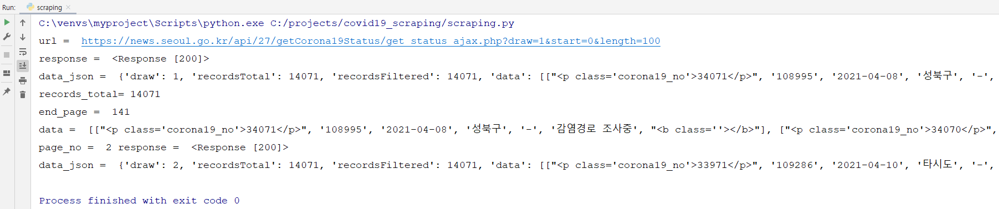 Run: scraping
C:\venvs\myproject\Scripts\python.exe C:/projects/covid19_scraping/scraping.py
url =  https://news.seoul.go.kr/api/27/getCorona19Status/get_status_ajax.php?draw=1&start=0&length=100
response =  <Response [200]>
data_json =  {'draw': 1, 'recordsTotal': 14071, 'recordsFiltered': 14071, 'data': [["<p class='corona19_no'>34071</p>", '108995', '2021-04-08', '성북구', '-',
records_total= 14071
end_page =  141
data =  [["<p class='corona19_no'>34071</p>", '108995', '2021-04-08', '성북구', '-', '감염경로 조사중', "<b class=''></b>"], ["<p class='corona19_no'>34070</p>",
page_no =  2 response =  <Response [200]>
data_json =  {'draw': 2, 'recordsTotal': 14071, 'recordsFiltered': 14071, 'data': [["<p class='corona19_no'>33971</p>", '109286', '2021-04-10', '타시도', '-',
Process finished with exit code 0